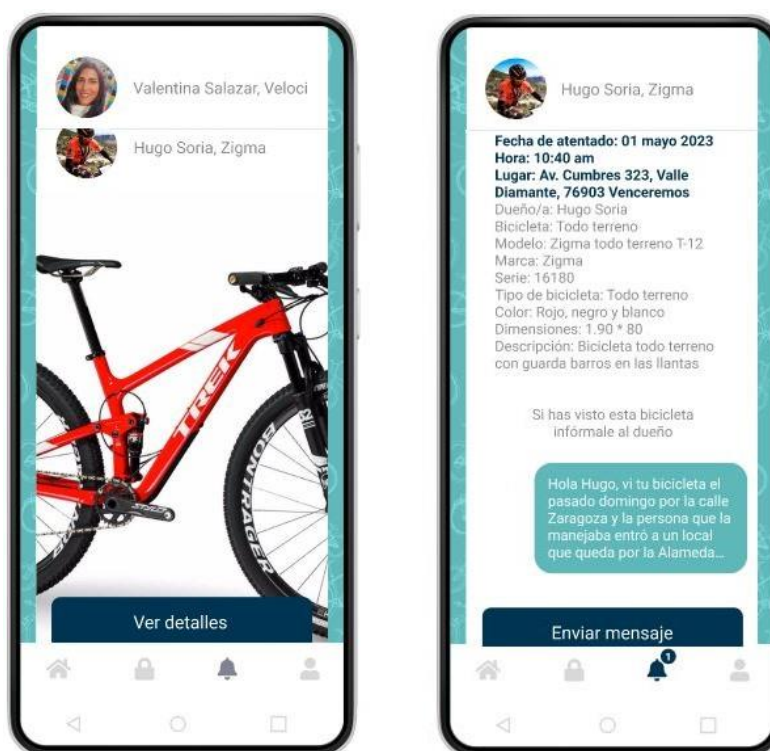 Valentina Salazar, Veloci
Hugo Soria, Zigma
TREK
BONTRAGER
STYLO
Ver detalles
Hugo Soria, Zigma
Fecha de atentado: 01 mayo 2023
Hora: 10:40 am
Lugar: Av. Cumbres 323, Valle
Diamante, 76903 Venceremos
Dueño/a: Hugo Soria
Bicicleta: Todo terreno
Modelo: Zigma todo terreno T-12
Marca: Zigma
Serie: 16180
Tipo de bicicleta: Todo terreno
Color: Rojo, negro y blanco
Dimensiones: 1.90 * 80
Descripción: Bicicleta todo terreno
con guarda barros en las llantas
Si has visto esta bicicleta
infórmale al dueño
Hola Hugo, vi tu bicicleta el
pasado domingo por la calle
Zaragoza y la persona que la
manejaba entró a un local
que queda por la Alameda...
Enviar mensaje
1